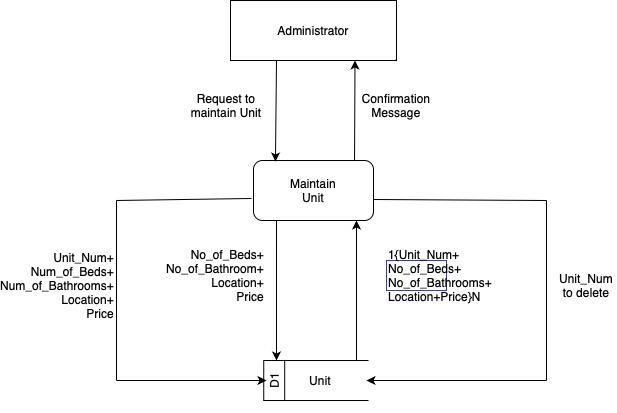 Administrator
Request to
maintain Unit
Confirmation
Message
Maintain
Unit
Unit_Num+
Num_of_Beds+
Num_of_Bathrooms+
Location+
Price
No_of_Beds+
No_of_Bathroom+
Location+
Price
1{Unit_Num+
No_of_Beds+
No_of_Bathrooms+
Location+Price}N
Unit_Num
to delete
D1
Unit